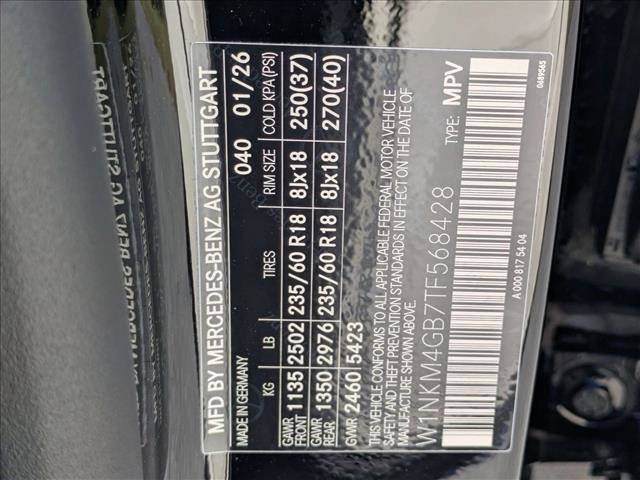 MFD BY MERCEDES-BENZ AG STUTTGART
MADE IN GERMANY 040 01/26
KG LB TIRES RIM SIZE COLD KPA(PSI)
GAWR FRONT 1135 2502 235/60 R18 8Jx18 250(37)
GAWR REAR 1350 2976 235/60 R18 8Jx18 270(40)
GVWR 2460 5423
THIS VEHICLE CONFORMS TO ALL APPLICABLE FEDERAL MOTOR VEHICLE
SAFETY AND THEFT PREVENTION STANDARDS IN EFFECT ON THE DATE OF
MANUFACTURE SHOWN ABOVE.
W1NKM4GB7TF568428 TYPE: MPV
A 000 817 54 04 0689565